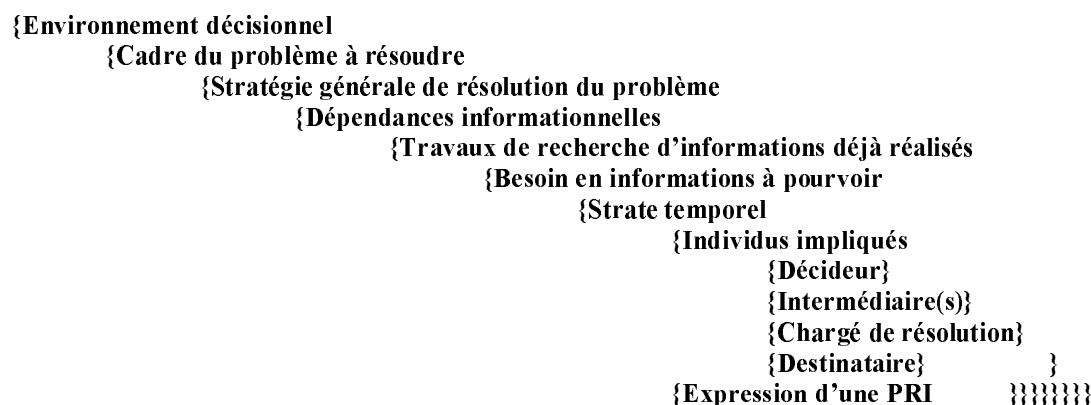 {Environnement décisionnel
{Cadre du problème à résoudre
{Stratégie générale de résolution du problème
{Dépendances informationnelles
{Travaux de recherche d’informations déjà réalisés
{Besoin en informations à pourvoir
{Strate temporel
{Individus impliqués
{Décideur}
{Intermédiaire(s)}
{Chargé de résolution}
{Destinataire} }
{Expression d’une PRI }}}}}}}}